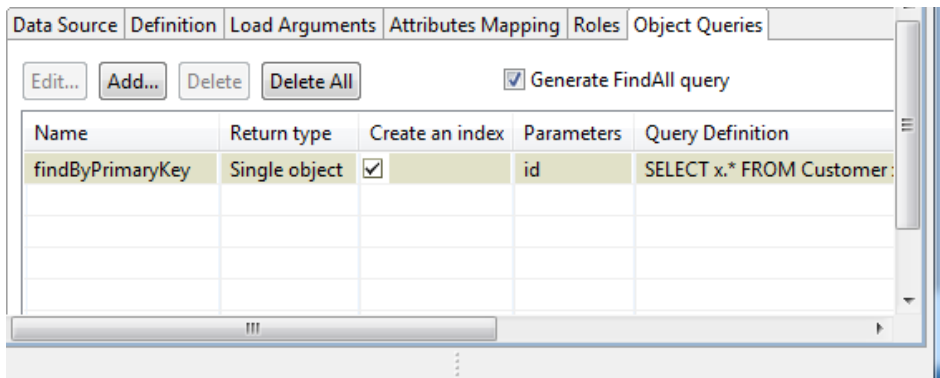 Data Source Definition Load Arguments Attributes Mapping Roles Object Queries
Edit... Add... Delete Delete All Generate FindAll query
Name Return type Create an index Parameters Query Definition
findByPrimaryKey Single object id SELECT x.* FROM Customer